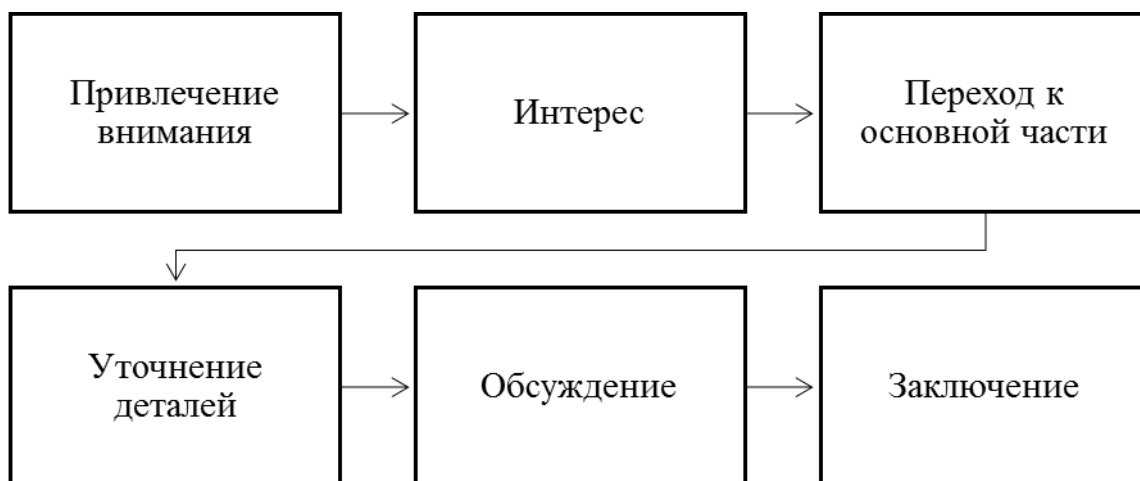 Привлечение
внимания
Интерес
Переход к
основной части
Уточнение
деталей
Обсуждение
Заключение